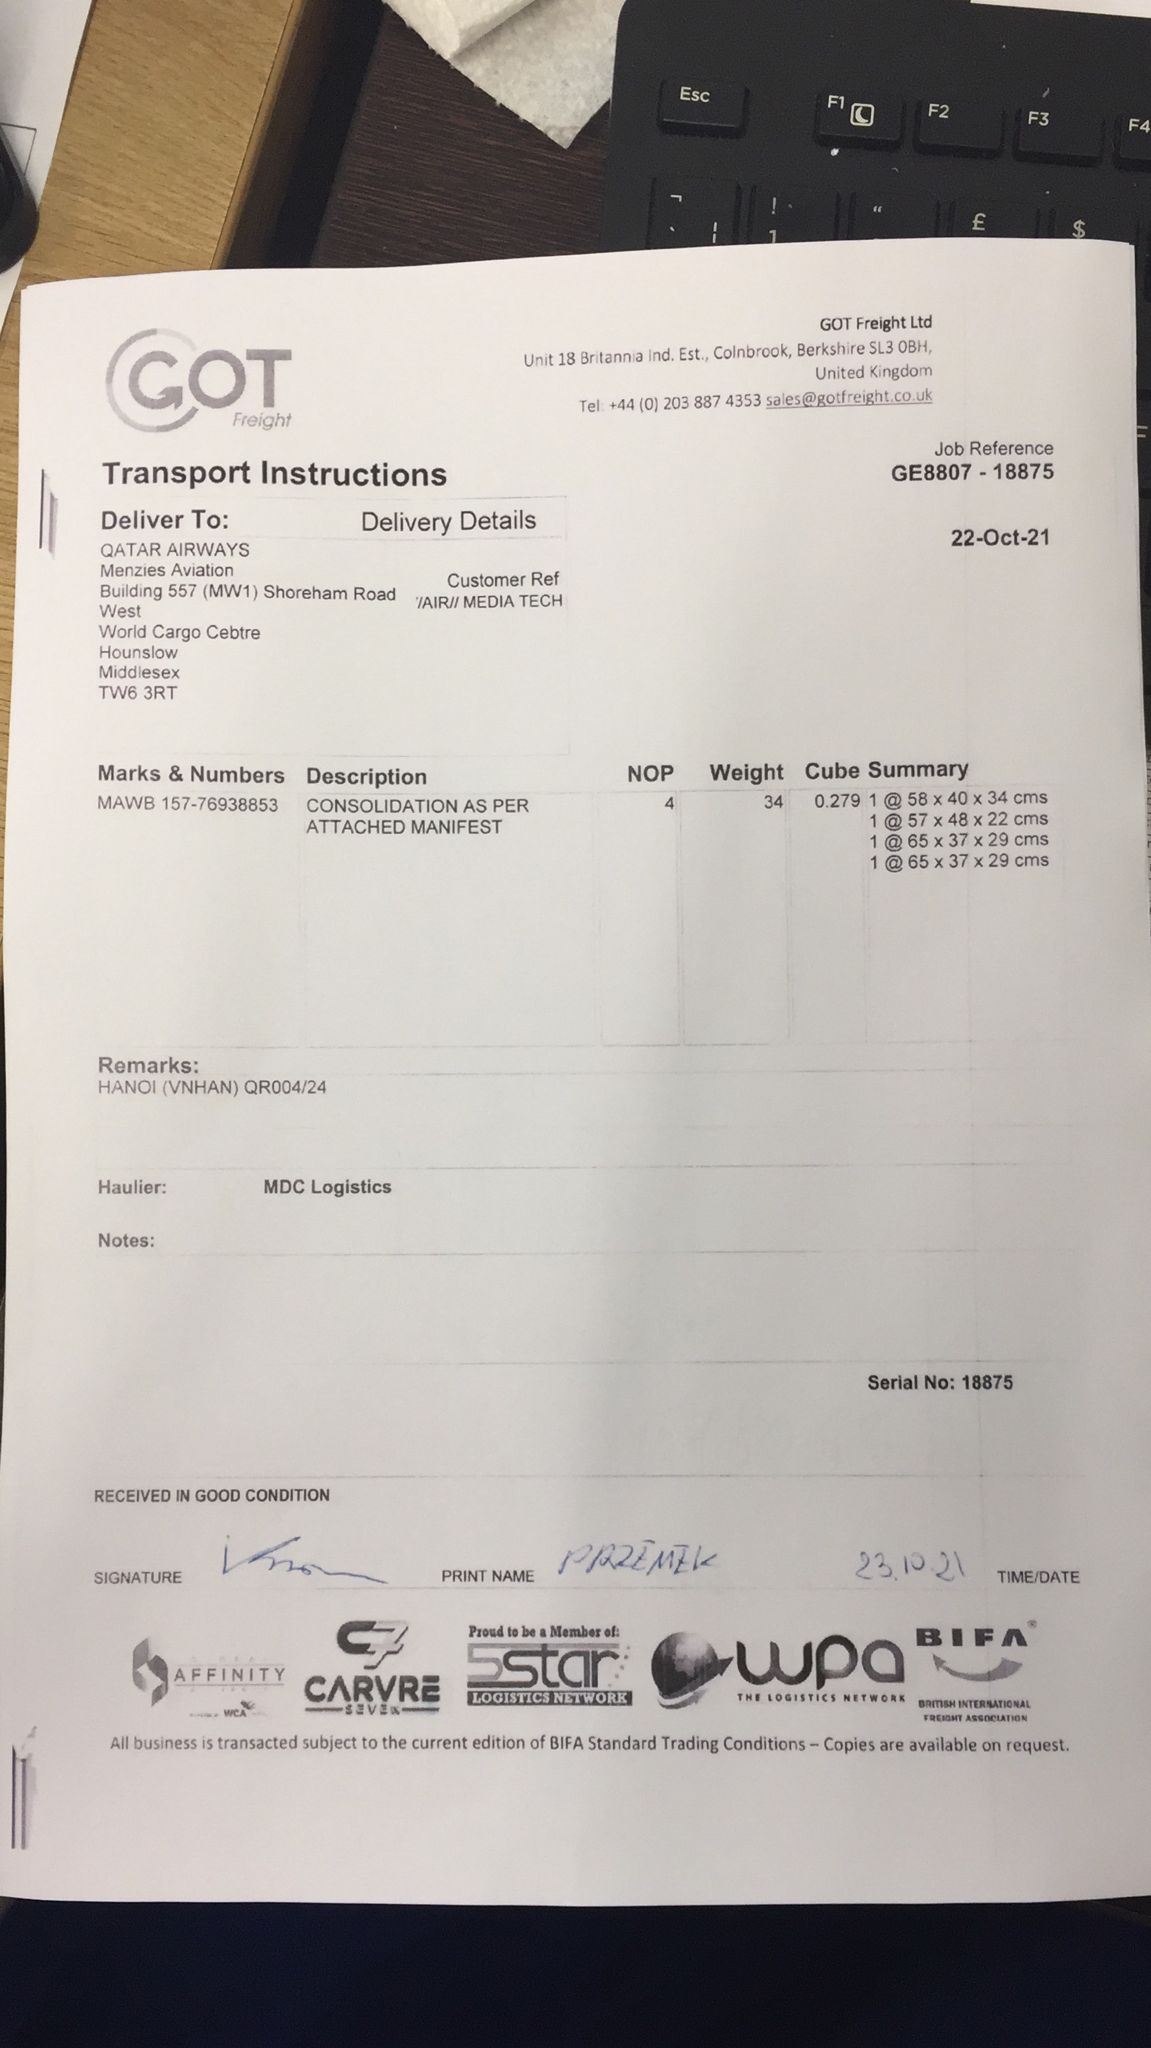 Esc
F1
F2
F3
F4
¬
!
“
£
$
` ¦
1
GOT
Freight
GOT Freight Ltd
Unit 18 Britannia Ind. Est., Colnbrook, Berkshire SL3 0BH,
United Kingdom
Tel: +44 (0) 203 887 4353 sales@gotfreight.co.uk
Job Reference
GE8807 - 18875
Transport Instructions
Deliver To: Delivery Details
22-Oct-21
QATAR AIRWAYS
Menzies Aviation
Building 557 (MW1) Shoreham Road
West
World Cargo Cebtre
Hounslow
Middlesex
TW6 3RT
Customer Ref
'/AIR// MEDIA TECH
Marks & Numbers Description NOP Weight Cube Summary
MAWB 157-76938853 CONSOLIDATION AS PER 4 34 0.279 1 @ 58 x 40 x 34 cms
ATTACHED MANIFEST 1 @ 57 x 48 x 22 cms
1 @ 65 x 37 x 29 cms
1 @ 65 x 37 x 29 cms
Remarks:
HANOI (VNHAN) QR004/24
Haulier: MDC Logistics
Notes:
Serial No: 18875
RECEIVED IN GOOD CONDITION
SIGNATURE PRINT NAME PRZEMEK 23.10.21 TIME/DATE
AFFINITY
WCA
CARVRE
SEVEN
Proud to be a Member of:
5star
LOGISTICS NETWORK
wpa
THE LOGISTICS NETWORK
BIFA®
BRITISH INTERNATIONAL
FREIGHT ASSOCIATION
All business is transacted subject to the current edition of BIFA Standard Trading Conditions – Copies are available on request.